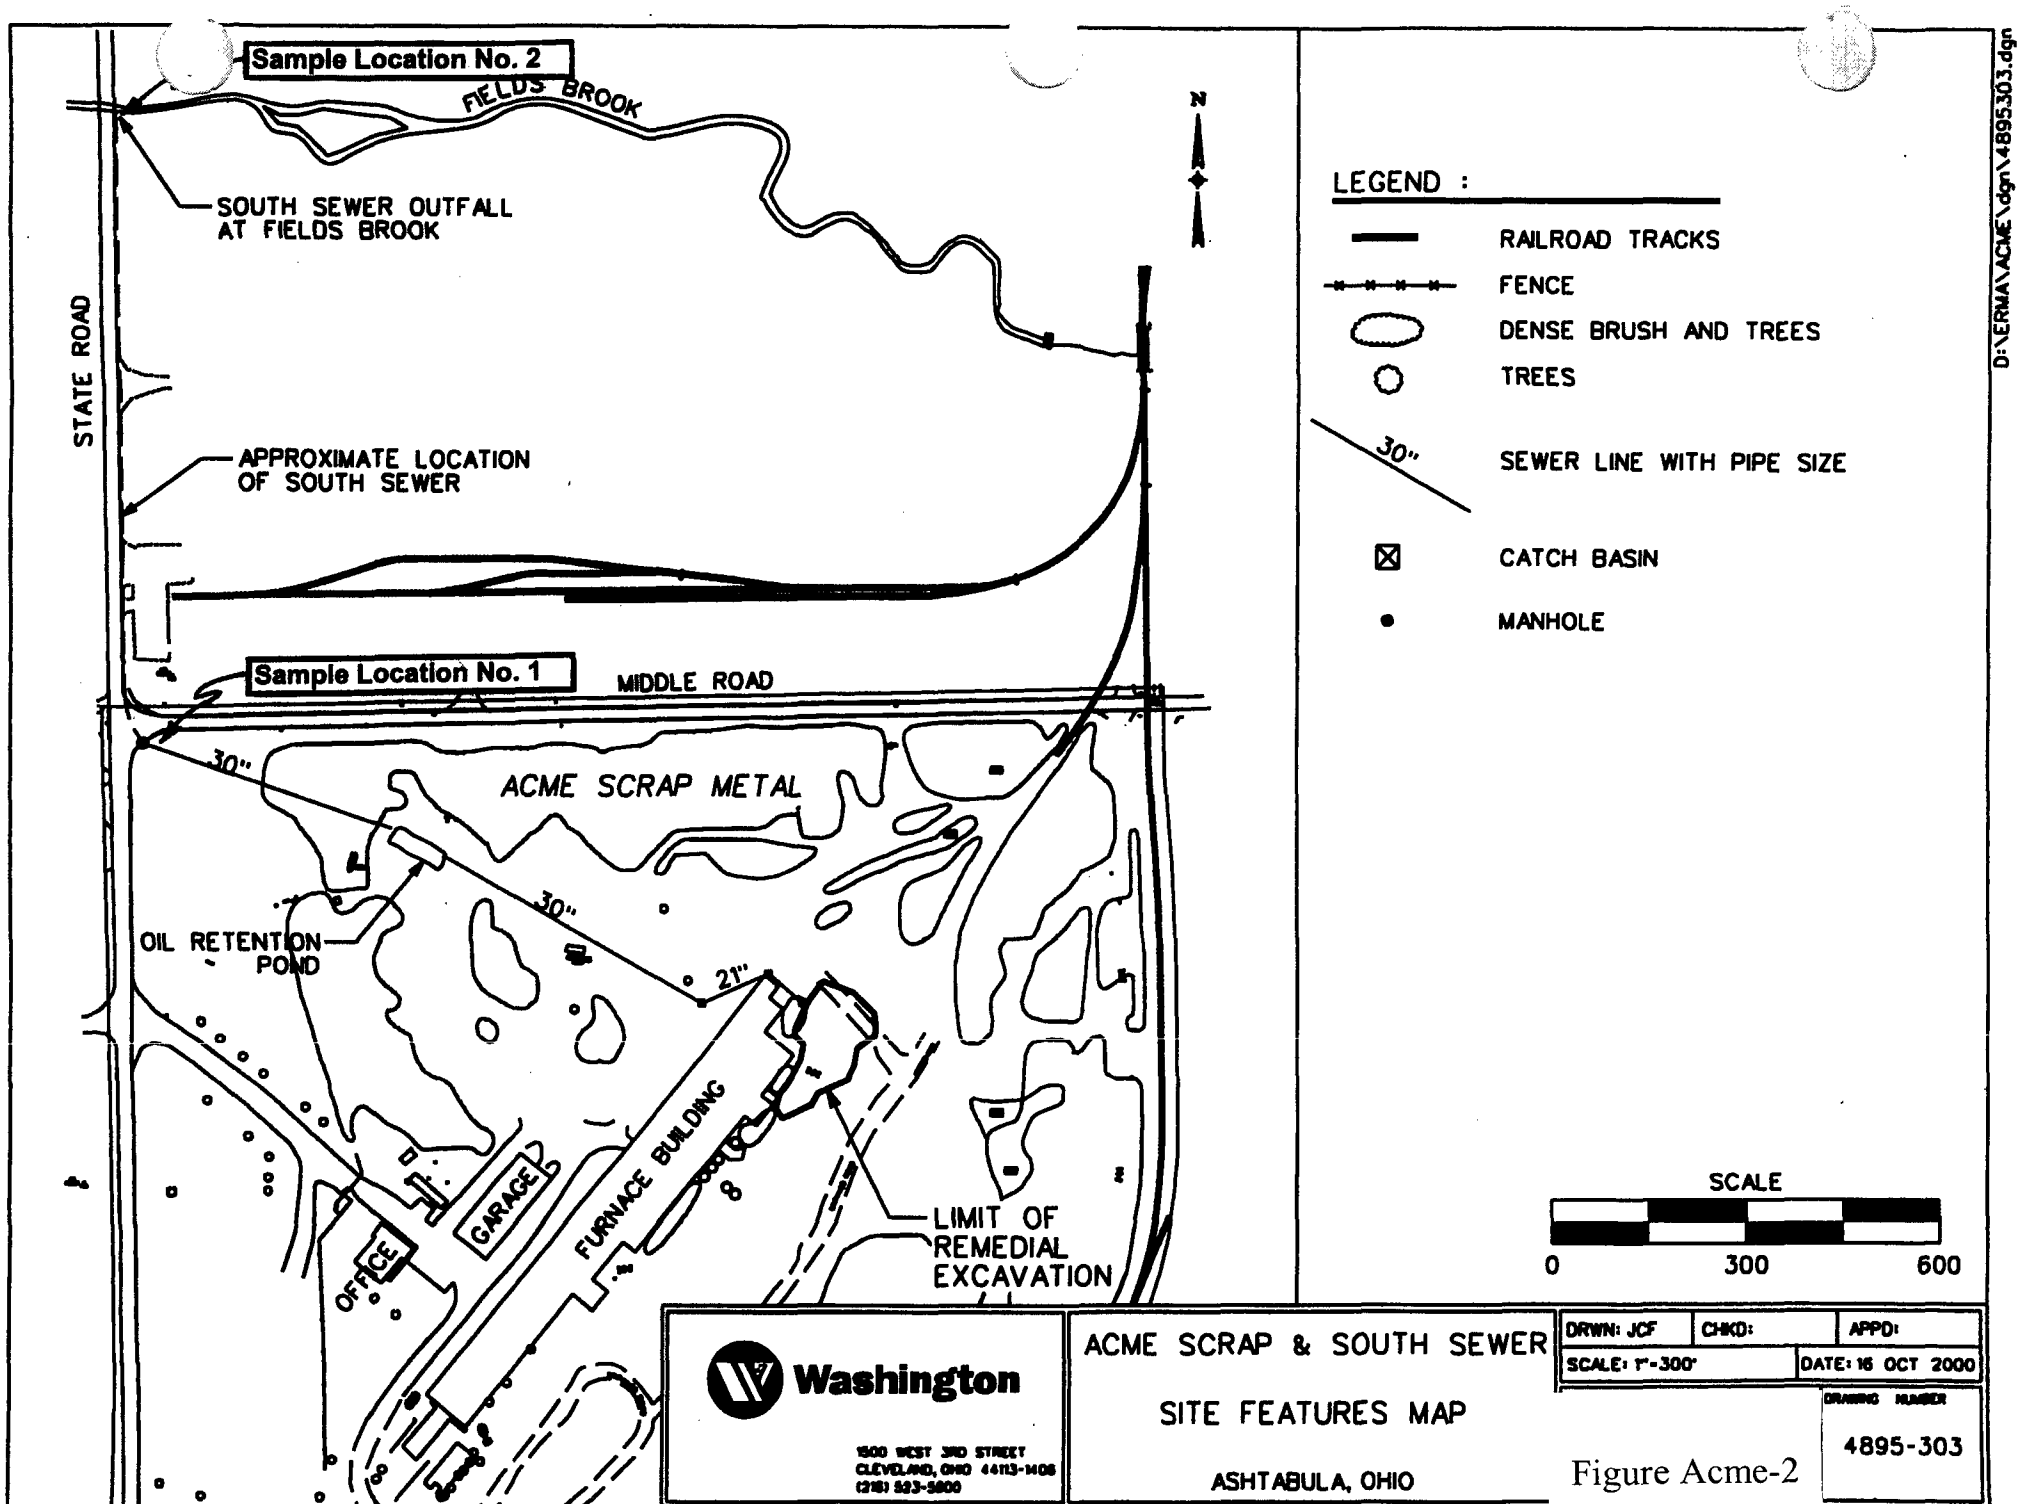 Sample Location No. 2
FIELDS BROOK
N
D:\ERMA\ACME\dgn\4895303.dgn
LEGEND :
RAILROAD TRACKS
FENCE
DENSE BRUSH AND TREES
TREES
30"
SEWER LINE WITH PIPE SIZE
CATCH BASIN
MANHOLE
SOUTH SEWER OUTFALL
AT FIELDS BROOK
STATE ROAD
APPROXIMATE LOCATION
OF SOUTH SEWER
Sample Location No. 1
MIDDLE ROAD
30"
ACME SCRAP METAL
30"
OIL RETENTION
POND
21"
FURNACE BUILDING
GARAGE
OFFICE
LIMIT OF
REMEDIAL
EXCAVATION
SCALE
0 300 600
Washington
1500 WEST 3RD STREET
CLEVELAND, OHIO 44113-1406
(216) 523-5600
ACME SCRAP & SOUTH SEWER
SITE FEATURES MAP
ASHTABULA, OHIO
DRWN: JCF CHKD: APPD:
SCALE: 1"=300' DATE: 16 OCT 2000
DRAWING NUMBER
4895-303
Figure Acme-2